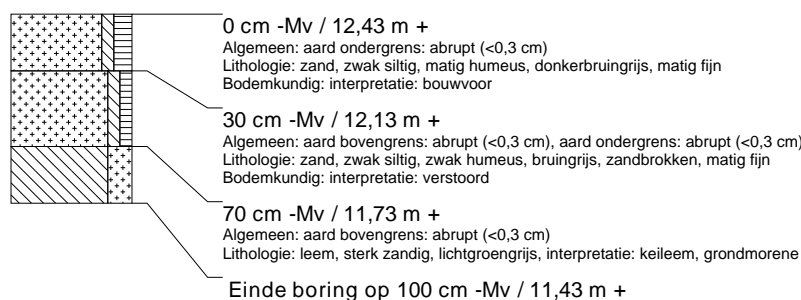 0 cm -Mv / 12,43 m +
Algemeen: aard ondergrens: abrupt (<0,3 cm)
Lithologie: zand, zwak siltig, matig humeus, donkerbruingrijs, matig fijn
Bodemkundig: interpretatie: bouwvoor
30 cm -Mv / 12,13 m +
Algemeen: aard bovengrens: abrupt (<0,3 cm), aard ondergrens: abrupt (<0,3 cm)
Lithologie: zand, zwak siltig, zwak humeus, bruingrijs, zandbrokken, matig fijn
Bodemkundig: interpretatie: verstoord
70 cm -Mv / 11,73 m +
Algemeen: aard bovengrens: abrupt (<0,3 cm)
Lithologie: leem, sterk zandig, lichtgroengrijs, interpretatie: keileem, grondmorene
Einde boring op 100 cm -Mv / 11,43 m +